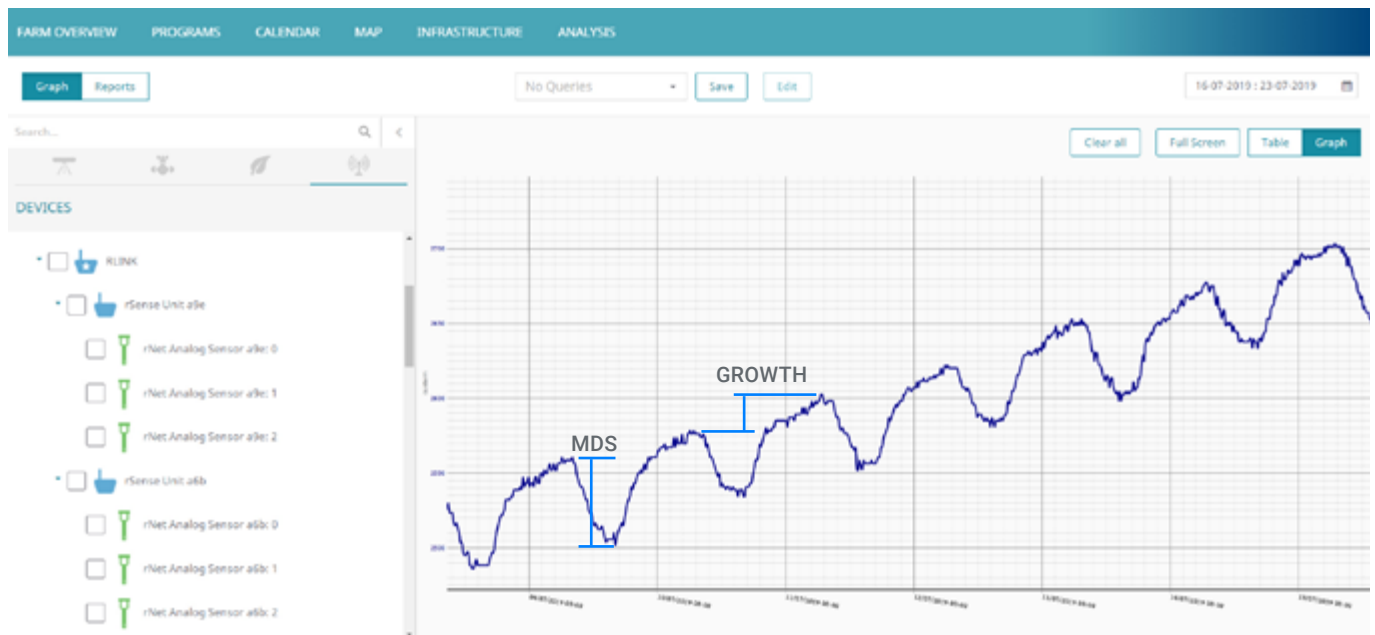 FARM OVERVIEW PROGRAMS CALENDAR MAP INFRASTRUCTURE ANALYSIS
Graph Reports No Queries Save Edit 16-07-2019 : 23-07-2019
Search...
Clear all Full Screen Table Graph
DEVICES
RLINK
rSense Unit a9e
rNet Analog Sensor a9e: 0
rNet Analog Sensor a9e: 1
rNet Analog Sensor a9e: 2
rSense Unit a6b
rNet Analog Sensor a6b: 0
rNet Analog Sensor a6b: 1
rNet Analog Sensor a6b: 2
GROWTH
MDS